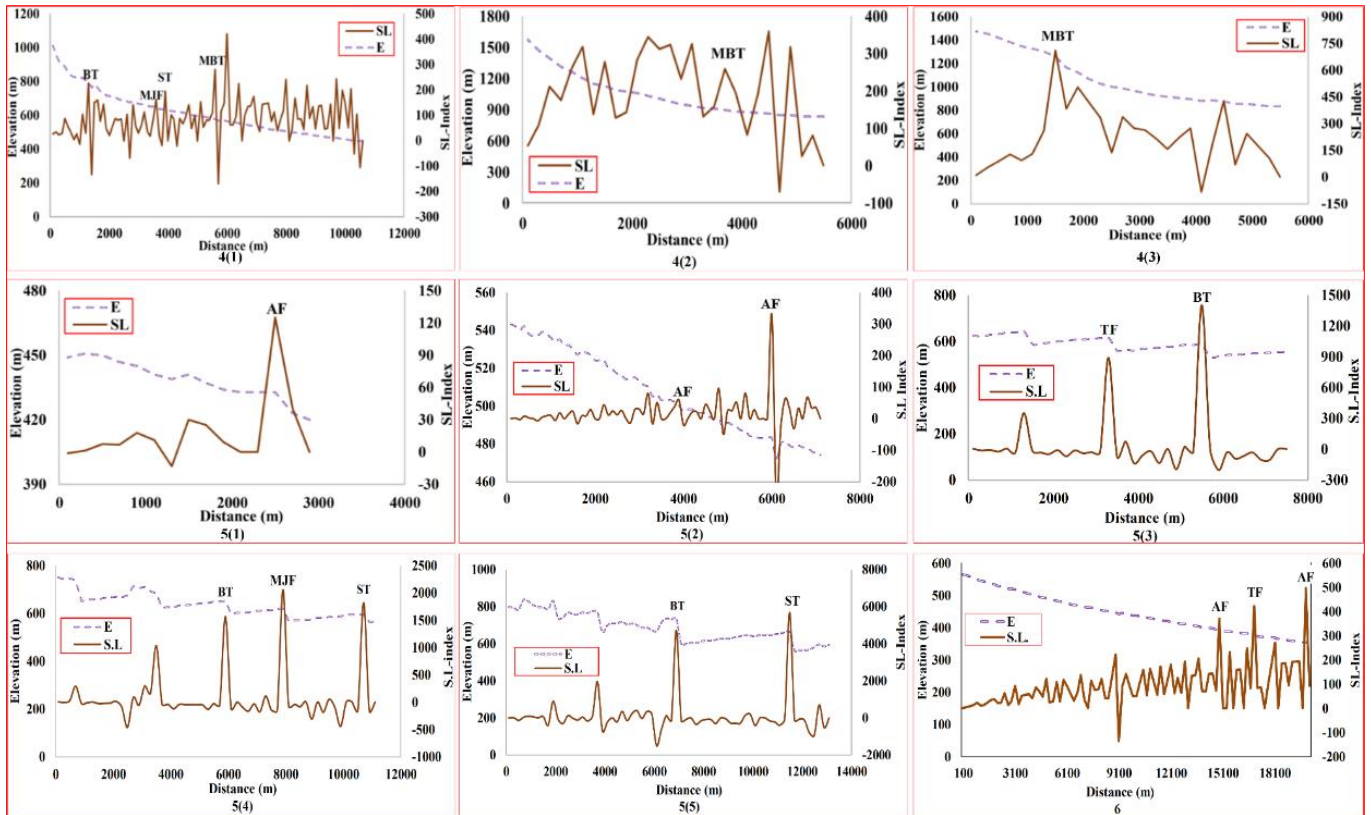 1200
1000
800
600
400
200
0
Elevation (m)
500
400
300
200
100
0
-100
-200
-300
SL-Index
SL
E
BT
MJF
ST
MBT
0 2000 4000 6000 8000 10000 12000
Distance (m)
4(1)
1800
1500
1200
900
600
300
0
Elevation (m)
400
300
200
100
0
-100
SL-Index
MBT
SL
E
0 2000 4000 6000
Distance (m)
4(2)
1600
1400
1200
1000
800
600
400
200
0
Elevation (m)
900
750
600
450
300
150
0
-150
SL-Index
E
SL
MBT
0 1000 2000 3000 4000 5000 6000
Distance (m)
4(3)
480
450
420
390
Elevation (m)
150
120
90
60
30
0
-30
SL-Index
E
SL
AF
0 1000 2000 3000 4000
Distance (m)
5(1)
560
540
520
500
480
460
Elevation (m)
400
300
200
100
0
-100
-200
S.L Index
E
SL
AF
AF
0 2000 4000 6000 8000
Distance (m)
5(2)
800
600
400
200
0
Elevation (m)
1500
1200
900
600
300
0
-300
SL-Index
E
S.L
TF
BT
0 2000 4000 6000 8000
Distance (m)
5(3)
800
600
400
200
0
Elevation (m)
2500
2000
1500
1000
500
0
-500
-1000
S.L-index
E
S.L
BT
MJF
ST
0 2000 4000 6000 8000 10000 12000
Distance (m)
5(4)
1000
800
600
400
200
0
Elevation (m)
8000
6000
4000
2000
0
-2000
SL-Index
E
S.L
BT
ST
0 2000 4000 6000 8000 10000 12000 14000
Distance (m)
5(5)
600
500
400
300
200
100
0
Elevation (m)
600
500
400
300
200
100
0
-100
-200
SL-Index
E
S.L.
AF
TF
AF
100 3100 6100 9100 12100 15100 18100
Distance (m)
6